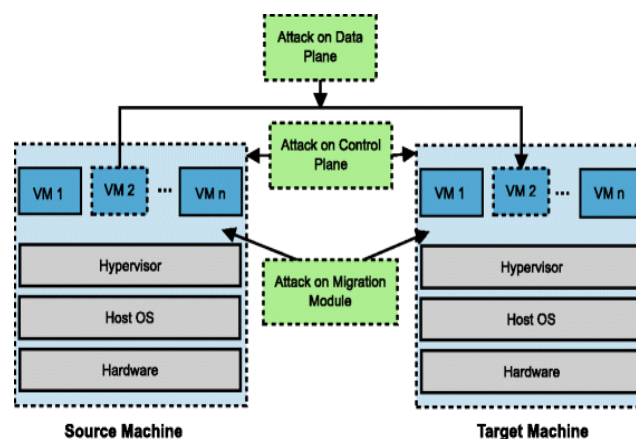 Attack on Data
Plane
Attack on Control
Plane
VM 1
VM 2
...
VM n
VM 1
VM 2
...
VM n
Attack on Migration
Module
Hypervisor
Host OS
Hardware
Hypervisor
Host OS
Hardware
Source Machine
Target Machine